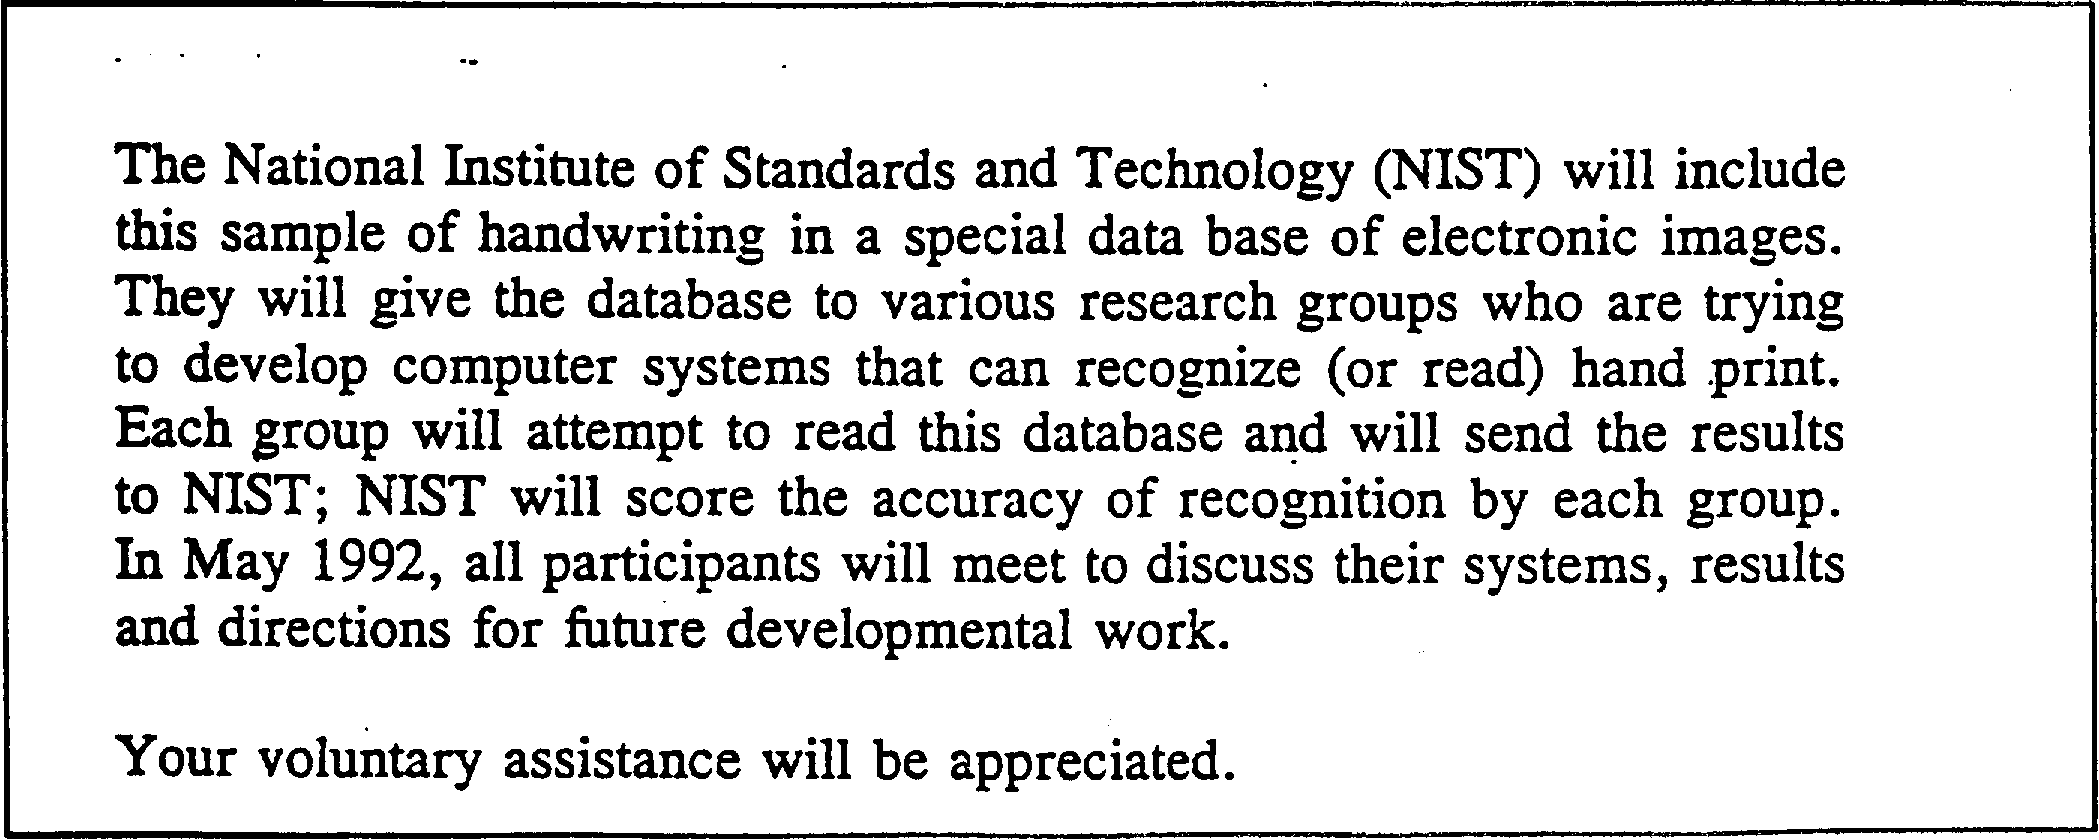 The National Institute of Standards and Technology (NIST) will include
this sample of handwriting in a special data base of electronic images.
They will give the database to various research groups who are trying
to develop computer systems that can recognize (or read) hand print.
Each group will attempt to read this database and will send the results
to NIST; NIST will score the accuracy of recognition by each group.
In May 1992, all participants will meet to discuss their systems, results
and directions for future developmental work.
Your voluntary assistance will be appreciated.